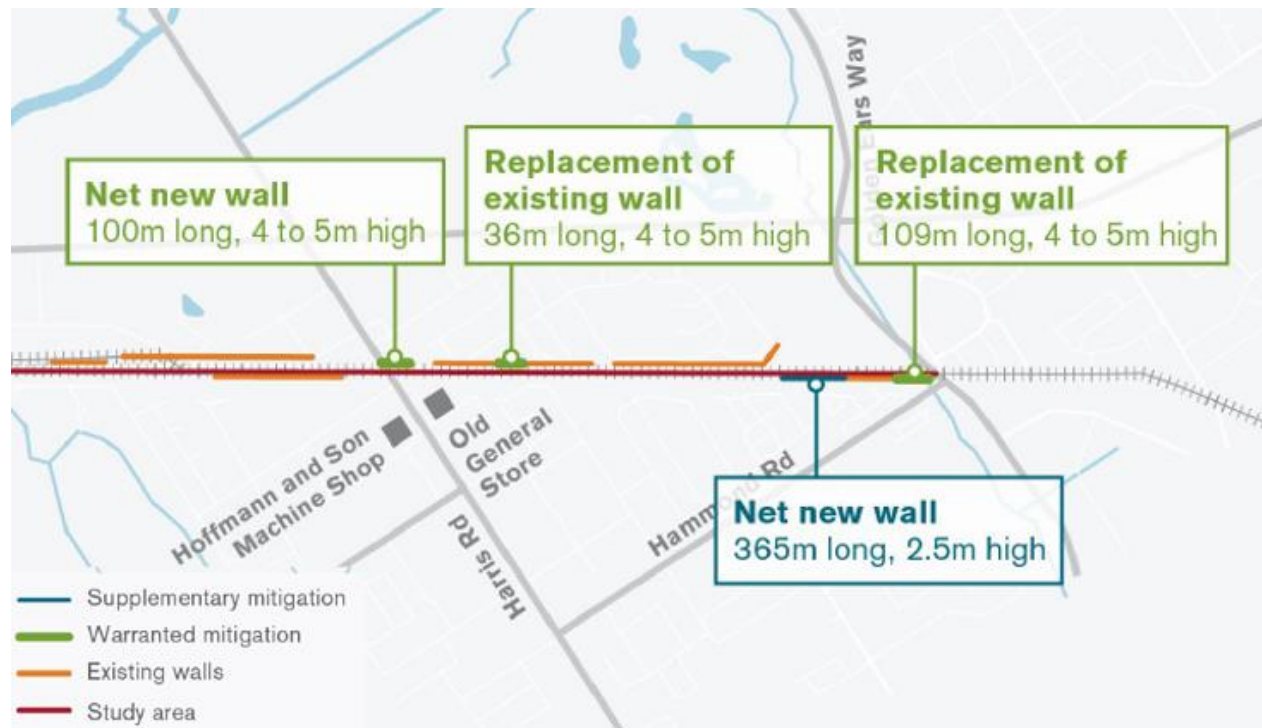 Golden Ears Way
Net new wall
100m long, 4 to 5m high
Replacement of
existing wall
36m long, 4 to 5m high
Replacement of
existing wall
109m long, 4 to 5m high
Hoffmann and Son
Machine Shop
Old
General
Store
Harris Rd
Hammond Rd
Net new wall
365m long, 2.5m high
Supplementary mitigation
Warranted mitigation
Existing walls
Study area